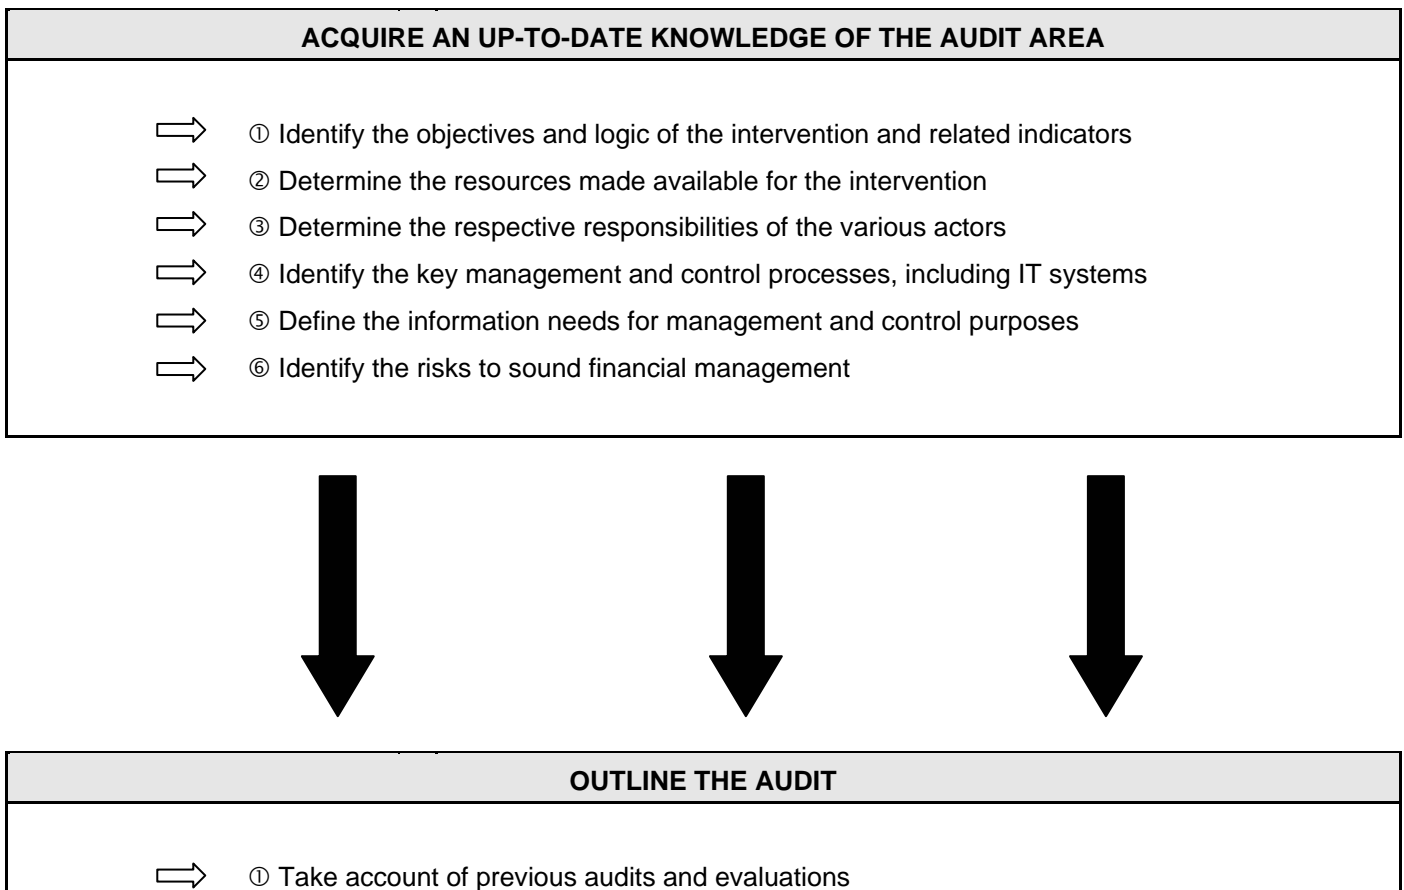 ACQUIRE AN UP-TO-DATE KNOWLEDGE OF THE AUDIT AREA
① Identify the objectives and logic of the intervention and related indicators
② Determine the resources made available for the intervention
③ Determine the respective responsibilities of the various actors
④ Identify the key management and control processes, including IT systems
⑤ Define the information needs for management and control purposes
⑥ Identify the risks to sound financial management
OUTLINE THE AUDIT
① Take account of previous audits and evaluations